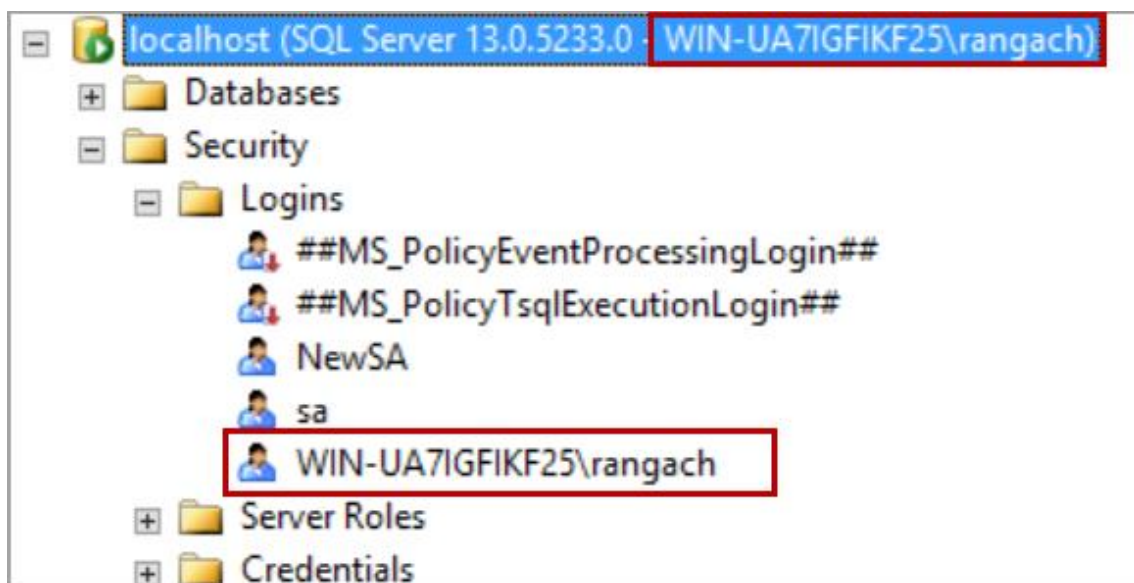 localhost (SQL Server 13.0.5233.0 - WIN-UA7IGFIKF25\rangach)
Databases
Security
Logins
##MS_PolicyEventProcessingLogin##
##MS_PolicyTsqlExecutionLogin##
NewSA
sa
WIN-UA7IGFIKF25\rangach
Server Roles
Credentials